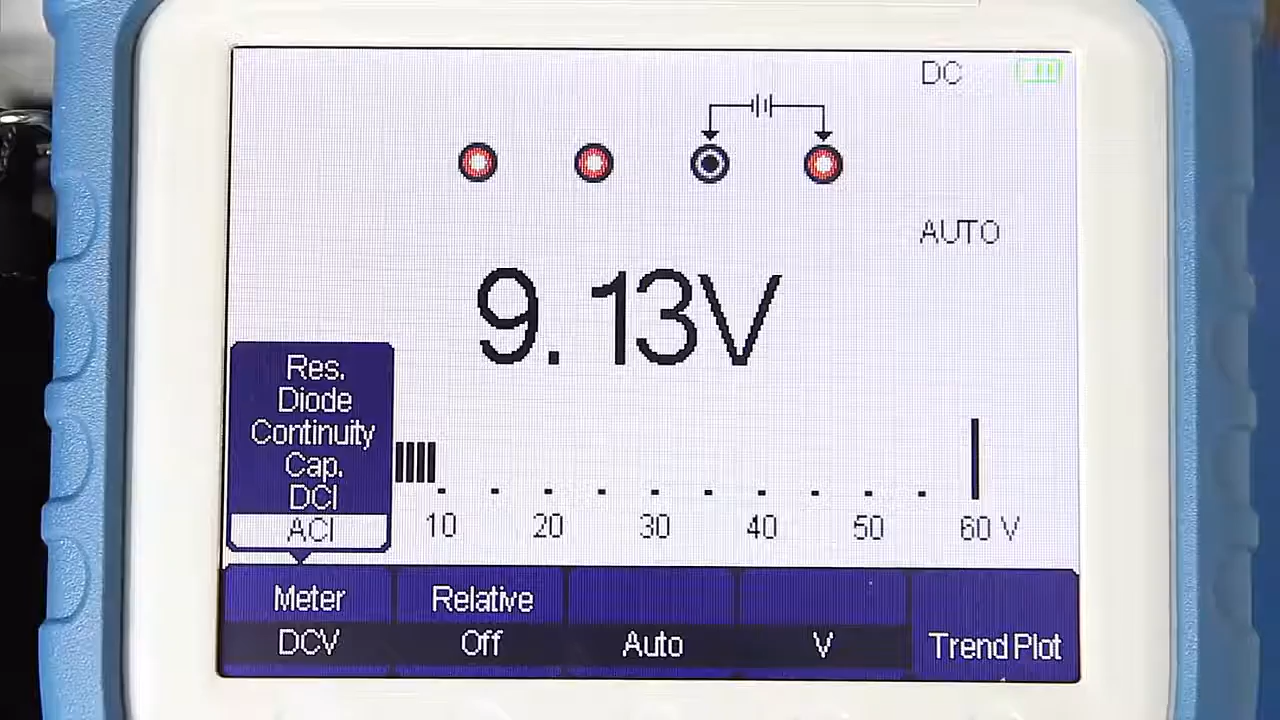 DC
AUTO
9.13V
Res.
Diode
Continuity
Cap.
DCI
ACI
10 20 30 40 50 60 V
Meter Relative
DCV Off Auto V Trend Plot